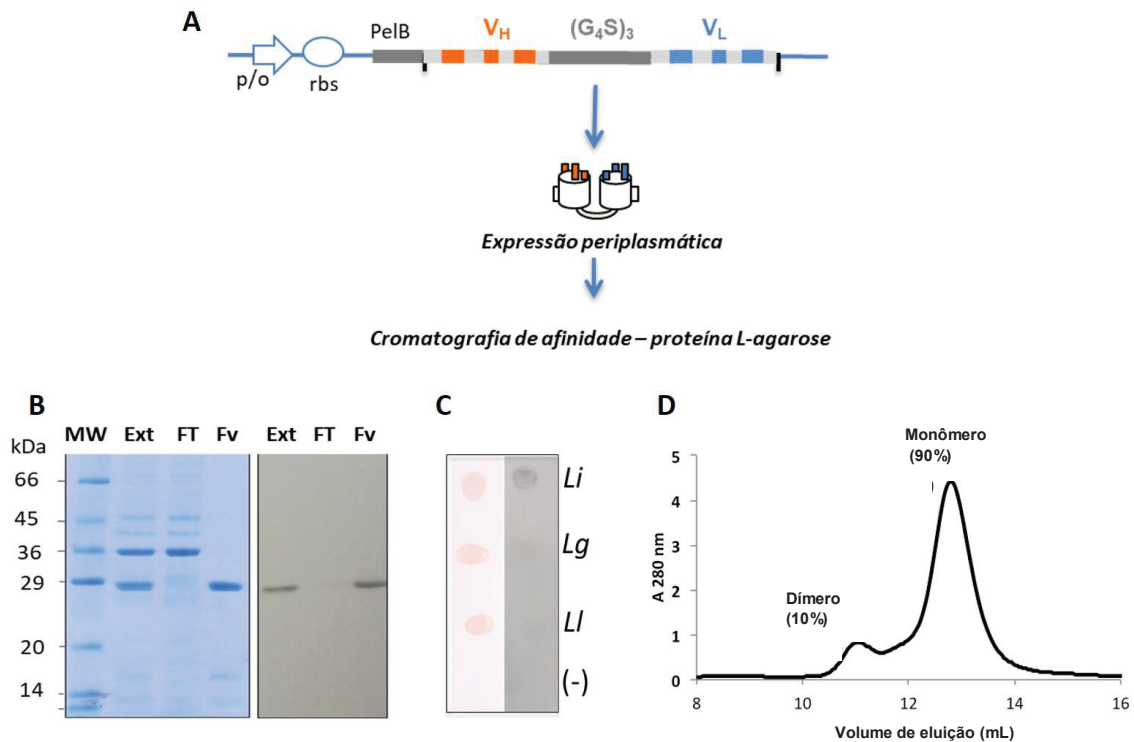 A
PelB V_H (G₄S)₃ V_L
p/o rbs
Expressão periplasmática
Cromatografia de afinidade – proteína L-agarose
B
kDa MW Ext FT Fv Ext FT Fv
66
45
36
29
20
14
C
Li
Lg
Ll
(-)
D
Monômero
(90%)
Dímero
(10%)
A 280 nm
5
4
3
2
1
0
8 10 12 14 16
Volume de eluição (mL)